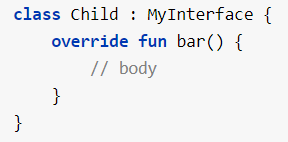 class Child : MyInterface {
    override fun bar() {
        // body
    }
}